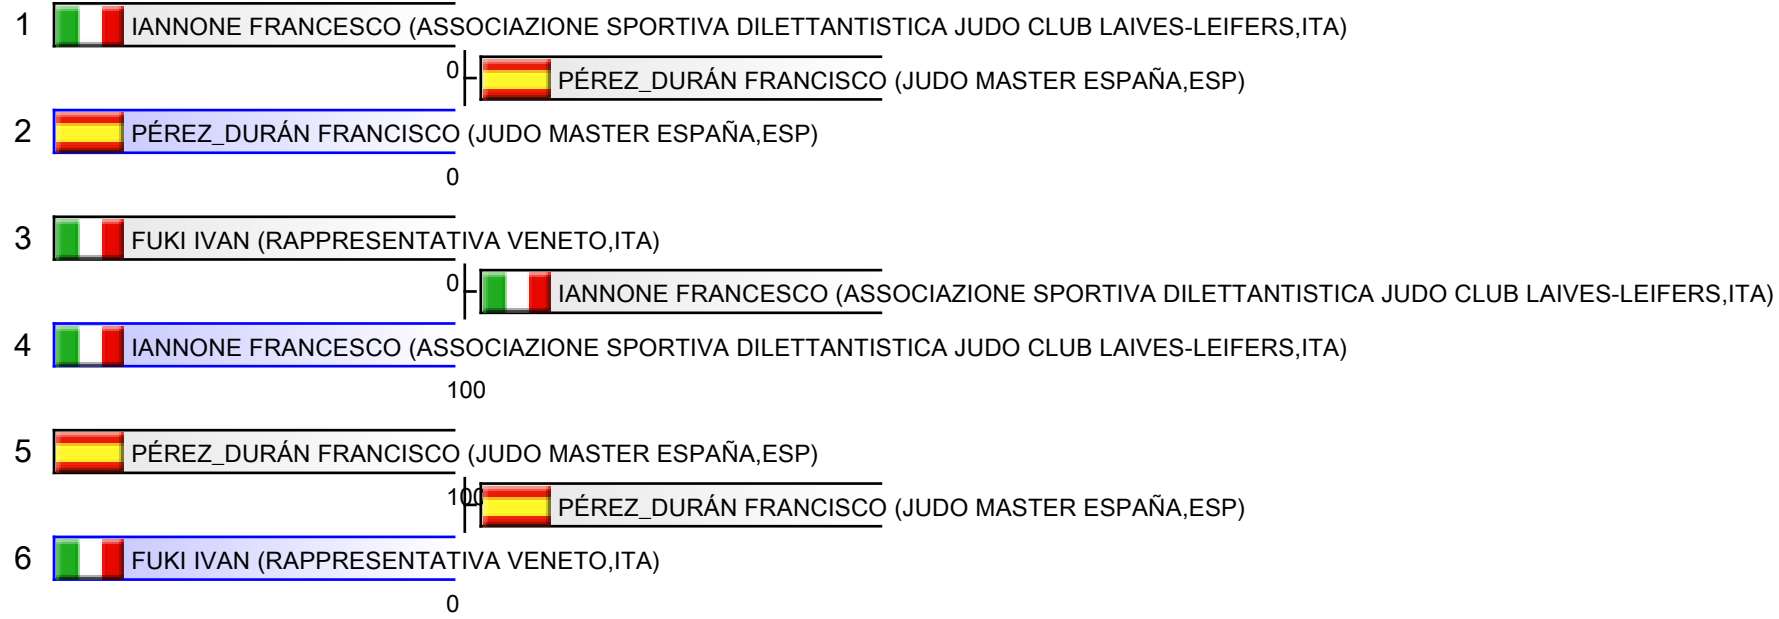 1 IANNONE FRANCESCO (ASSOCIAZIONE SPORTIVA DILETTANTISTICA JUDO CLUB LAIVES-LEIFERS,ITA)
0 PÉREZ_DURÁN FRANCISCO (JUDO MASTER ESPAÑA,ESP)
2 PÉREZ_DURÁN FRANCISCO (JUDO MASTER ESPAÑA,ESP)
0
3 FUKI IVAN (RAPPRESENTATIVA VENETO,ITA)
0 IANNONE FRANCESCO (ASSOCIAZIONE SPORTIVA DILETTANTISTICA JUDO CLUB LAIVES-LEIFERS,ITA)
4 IANNONE FRANCESCO (ASSOCIAZIONE SPORTIVA DILETTANTISTICA JUDO CLUB LAIVES-LEIFERS,ITA)
100
5 PÉREZ_DURÁN FRANCISCO (JUDO MASTER ESPAÑA,ESP)
100 PÉREZ_DURÁN FRANCISCO (JUDO MASTER ESPAÑA,ESP)
6 FUKI IVAN (RAPPRESENTATIVA VENETO,ITA)
0